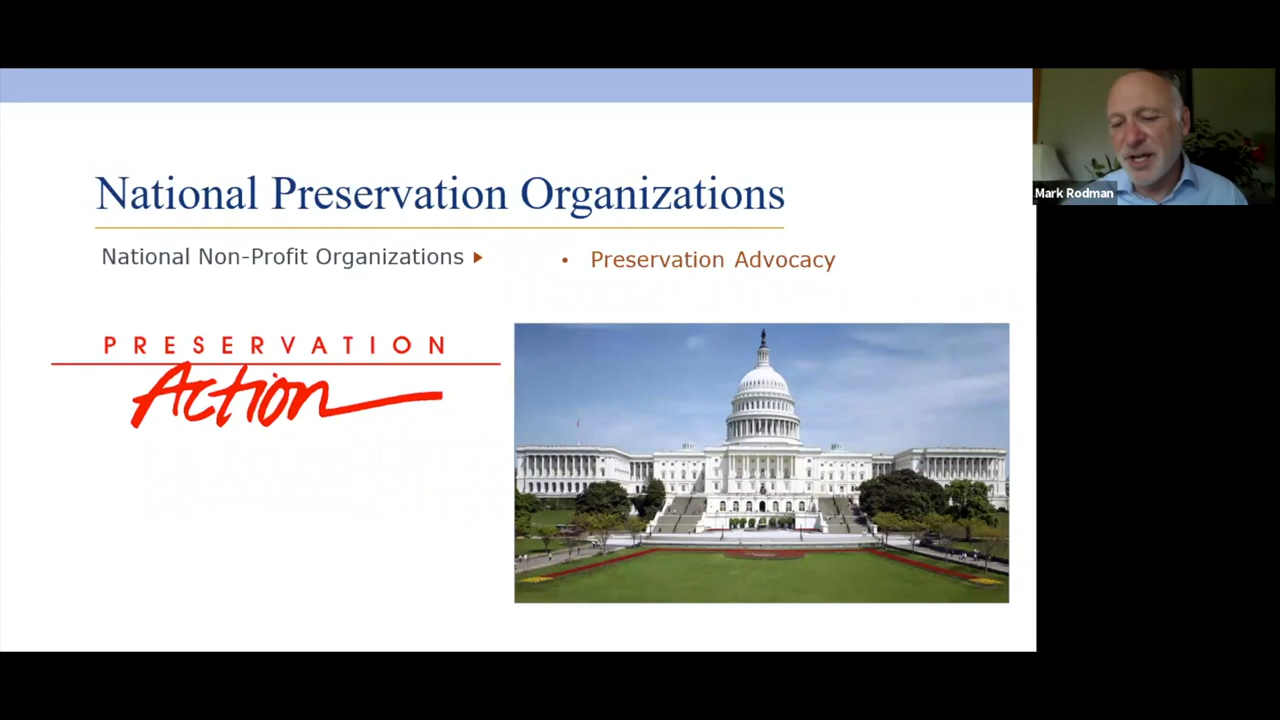 National Preservation Organizations
National Non-Profit Organizations
• Preservation Advocacy
PRESERVATION
Action
Mark Rodman